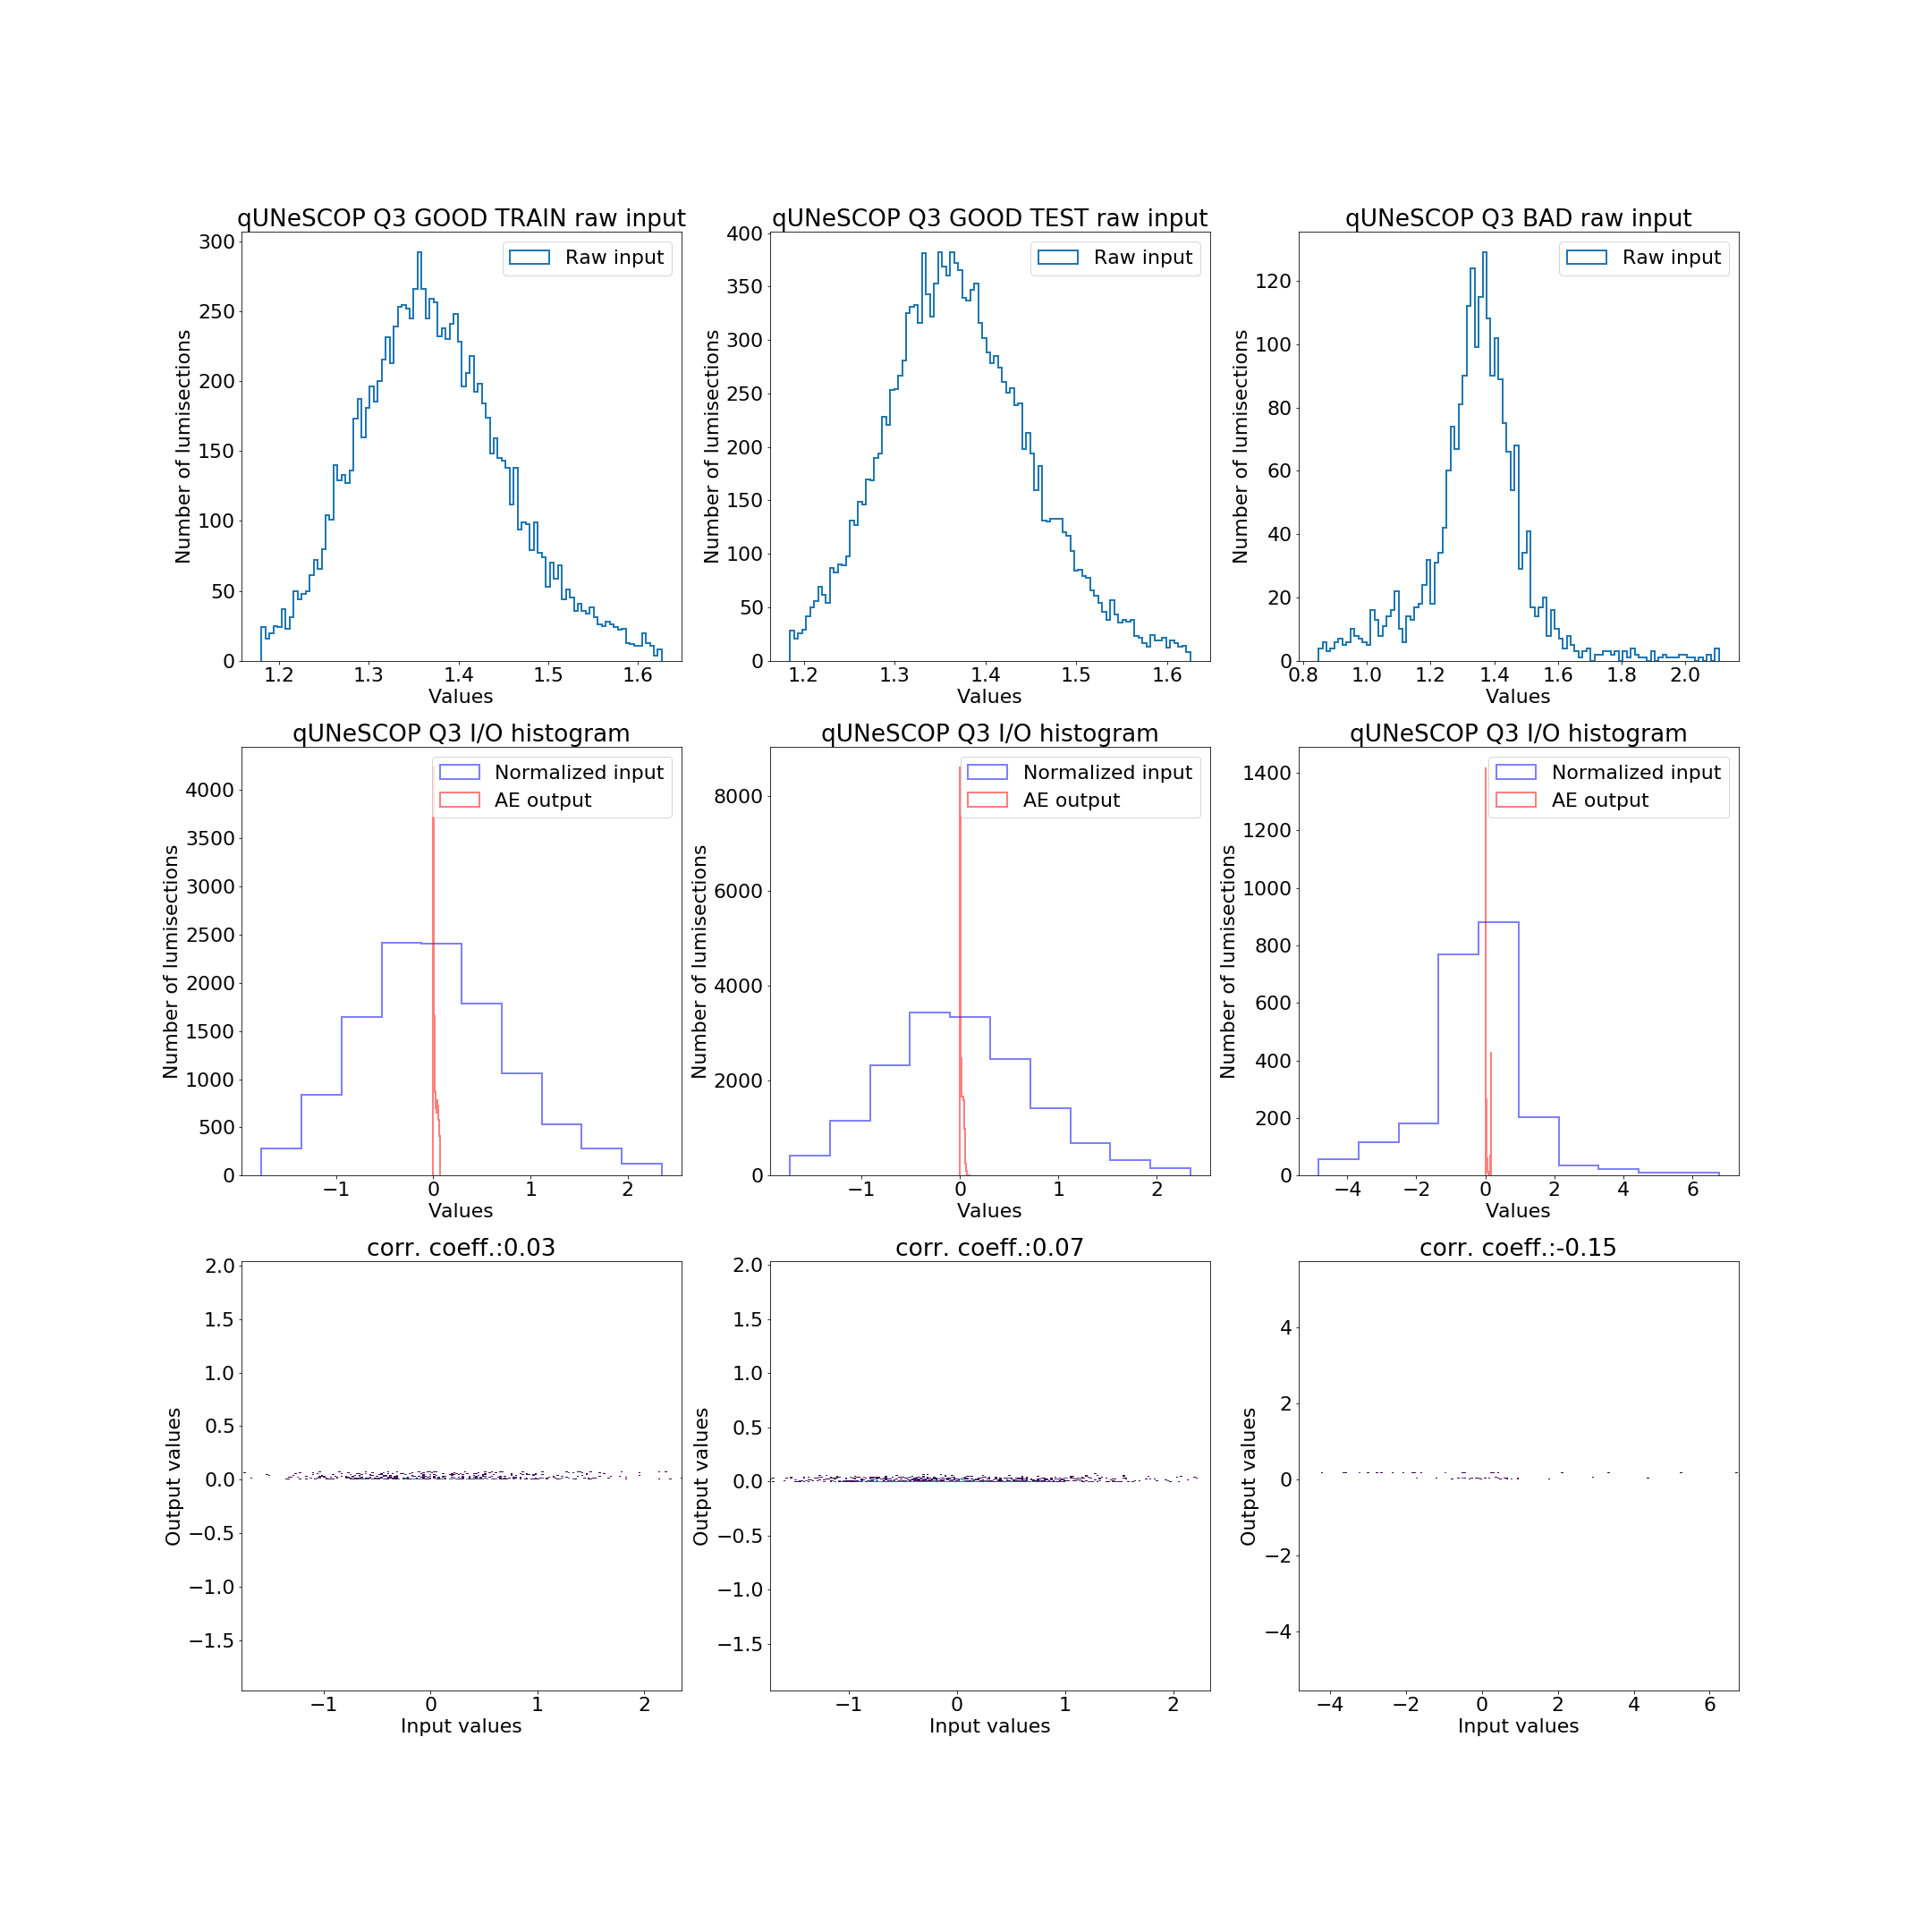 qUNeSCOP Q3 GOOD TRAIN raw input
Raw input
Number of lumisections
300
250
200
150
100
50
0
1.2 1.3 1.4 1.5 1.6
Values
qUNeSCOP Q3 GOOD TEST raw input
Raw input
Number of lumisections
400
350
300
250
200
150
100
50
0
1.2 1.3 1.4 1.5 1.6
Values
qUNeSCOP Q3 BAD raw input
Raw input
Number of lumisections
120
100
80
60
40
20
0
0.8 1.0 1.2 1.4 1.6 1.8 2.0
Values
qUNeSCOP Q3 I/O histogram
Normalized input
AE output
Number of lumisections
4000
3500
3000
2500
2000
1500
1000
500
0
−1 0 1 2
Values
qUNeSCOP Q3 I/O histogram
Normalized input
AE output
Number of lumisections
8000
6000
4000
2000
0
−1 0 1 2
Values
qUNeSCOP Q3 I/O histogram
Normalized input
AE output
Number of lumisections
1400
1200
1000
800
600
400
200
0
−4 −2 0 2 4 6
Values
corr. coeff.:0.03
Output values
2.0
1.5
1.0
0.5
0.0
−0.5
−1.0
−1.5
−1 0 1 2
Input values
corr. coeff.:0.07
Output values
2.0
1.5
1.0
0.5
0.0
−0.5
−1.0
−1.5
−1 0 1 2
Input values
corr. coeff.:-0.15
Output values
4
2
0
−2
−4
−4 −2 0 2 4 6
Input values